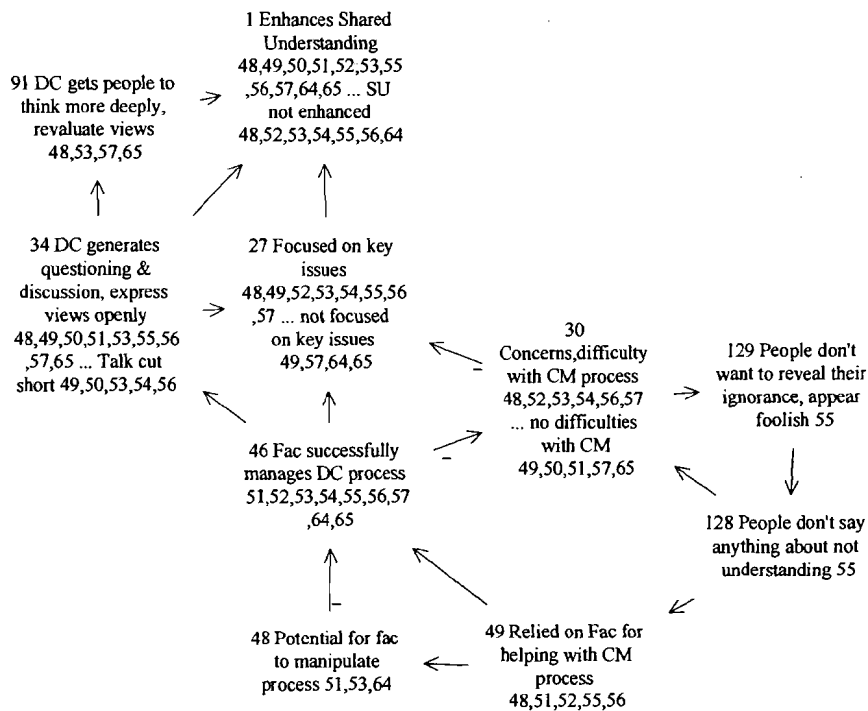 1 Enhances Shared
Understanding
48,49,50,51,52,53,55
,56,57,64,65 ... SU
not enhanced
48,52,53,54,55,56,64
91 DC gets people to
think more deeply,
revaluate views
48,53,57,65
34 DC generates
questioning &
discussion, express
views openly
48,49,50,51,53,55,56
,57,65 ... Talk cut
short 49,50,53,54,56
27 Focused on key
issues
48,49,52,53,54,55,56
,57 ... not focused
on key issues
49,57,64,65
30
Concerns,difficulty
with CM process
48,52,53,54,56,57
... no difficulties
with CM
49,50,51,57,65
129 People don't
want to reveal their
ignorance, appear
foolish 55
46 Fac successfully
manages DC process
51,52,53,54,55,56,57
,64,65
128 People don't say
anything about not
understanding 55
48 Potential for fac
to manipulate
process 51,53,64
49 Relied on Fac for
helping with CM
process
48,51,52,55,56